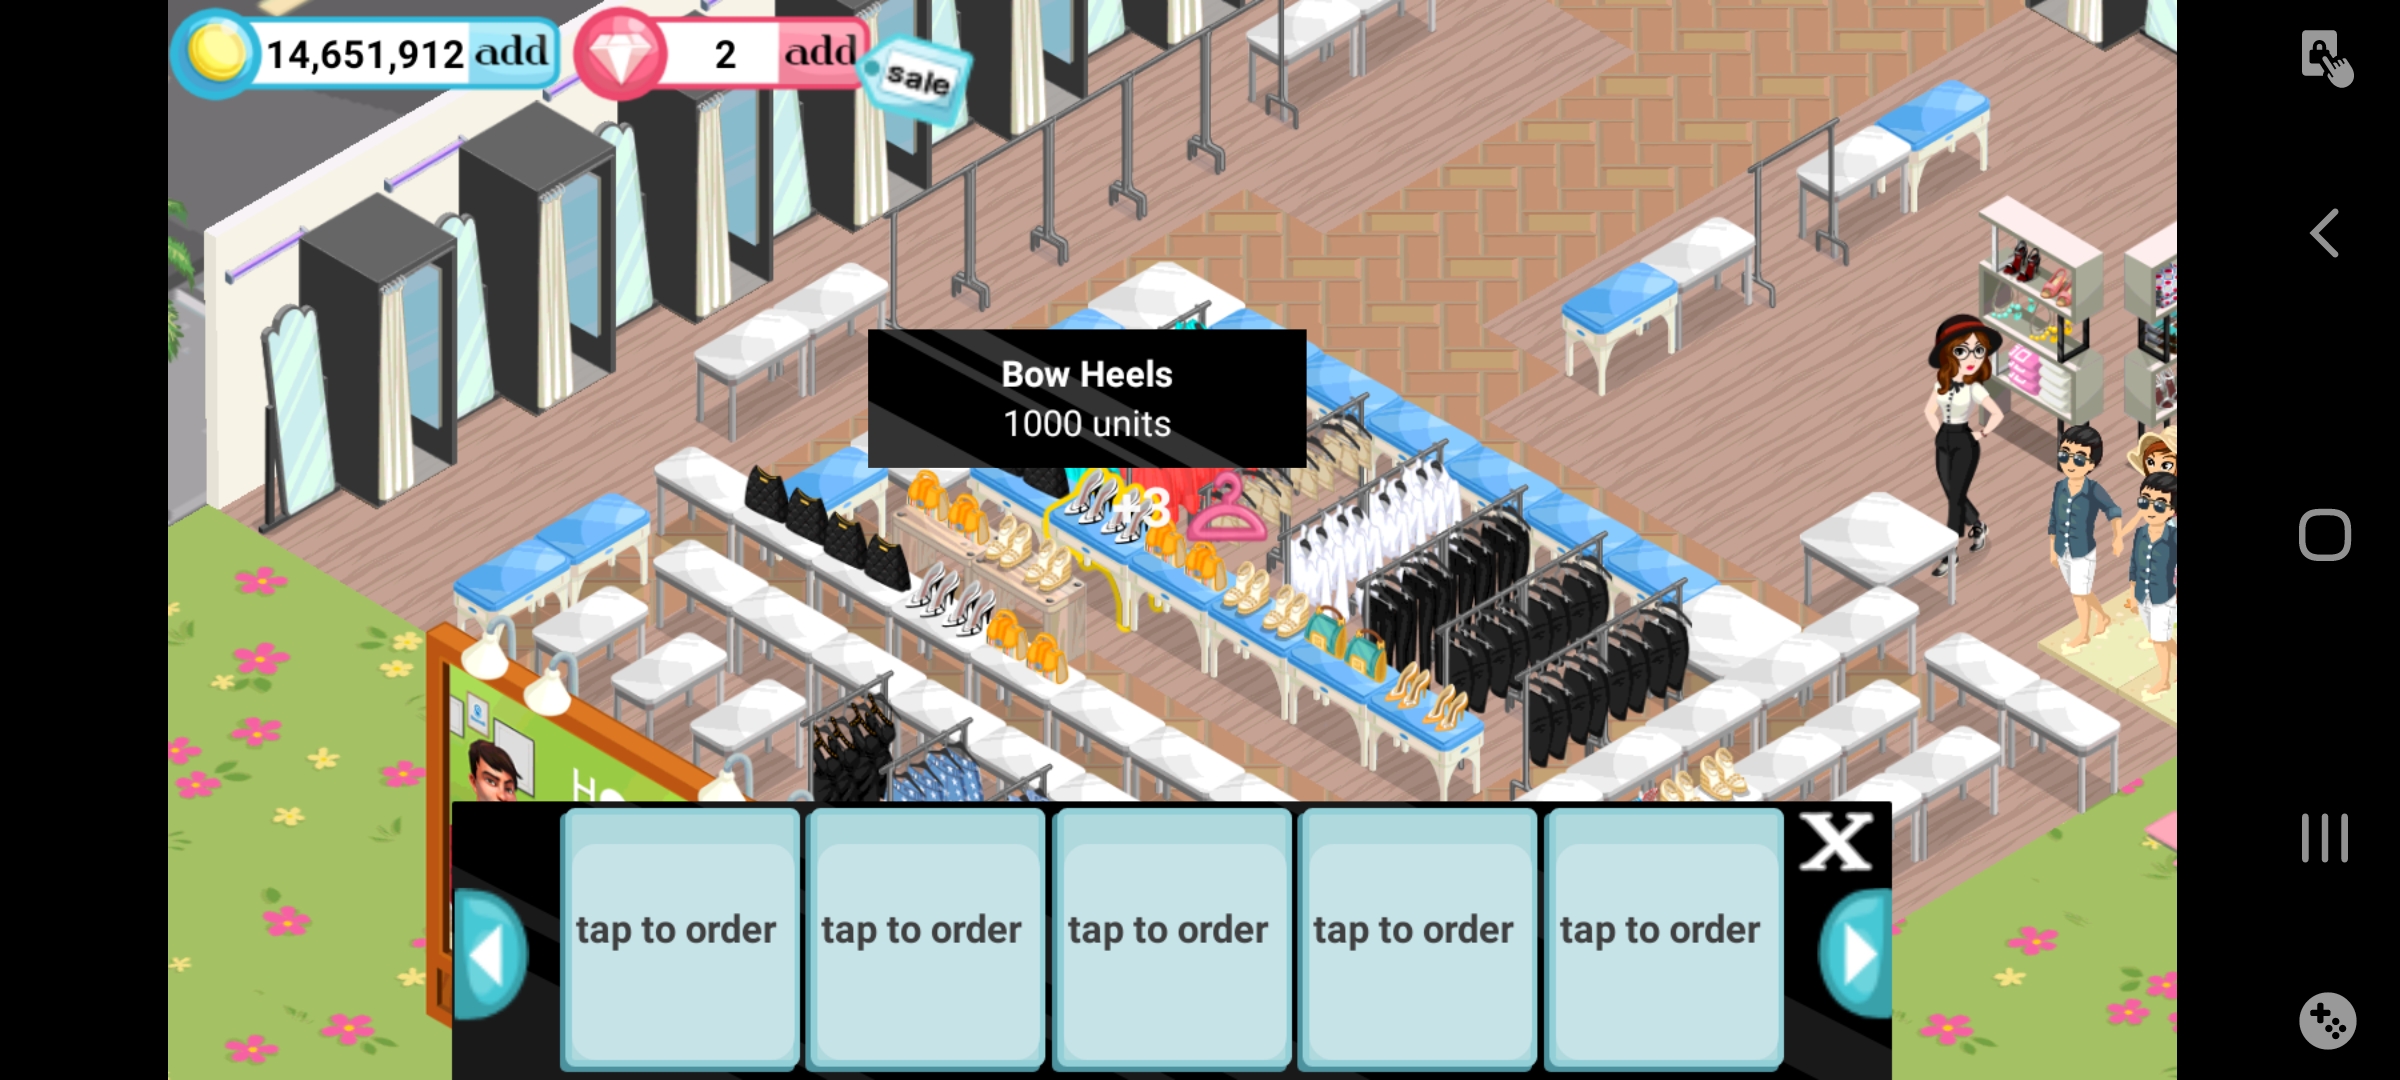 14,651,912 add
2 add
sale
Bow Heels
1000 units
+3
tap to order
tap to order
tap to order
tap to order
tap to order
X